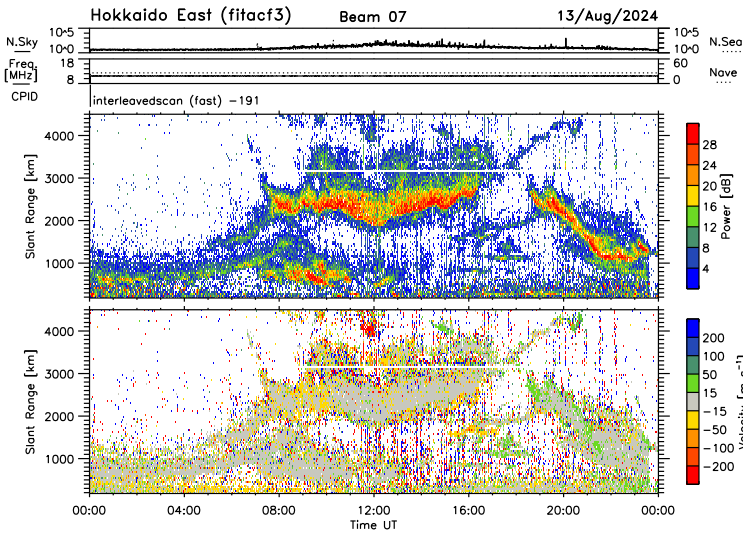 Hokkaido East (fitacf3) Beam 07 13/Aug/2024
N.Sky 10^5 10^0 10^5 10^0 N.Sea
Freq. [MHz] 18 8 60 0 Nave
CPID interleavedscan (fast) -191
Slant Range [km] 4000 3000 2000 1000
Power [dB] 28 24 20 16 12 8 4
Slant Range [km] 4000 3000 2000 1000
200 100 50 15 -15 -50 -100 -200
00:00 04:00 08:00 12:00 16:00 20:00 00:00
Time UT